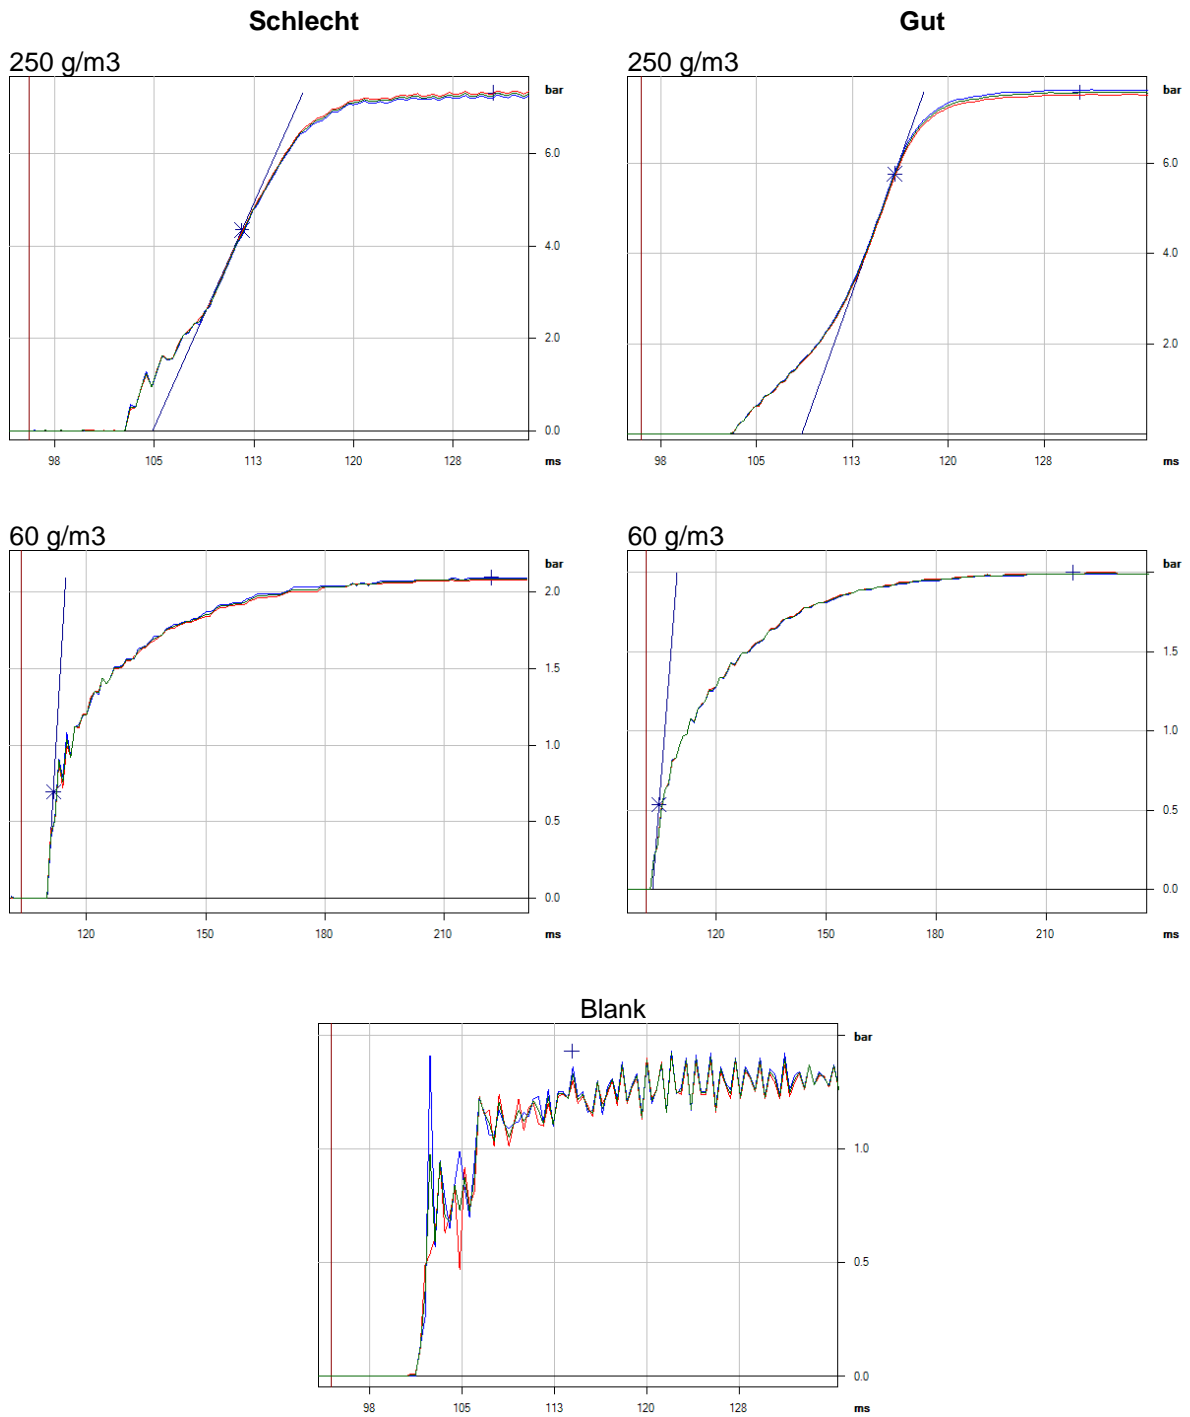 Schlecht Gut
250 g/m3 250 g/m3
bar bar
6.0 6.0
4.0 4.0
2.0 2.0
0.0
98 105 113 120 128 ms 98 105 113 120 128 ms
60 g/m3 60 g/m3
bar bar
2.0
1.5 1.5
1.0 1.0
0.5 0.5
0.0 0.0
120 150 180 210 ms 120 150 180 210 ms
Blank
bar
1.0
0.5
0.0
98 105 113 120 128 ms